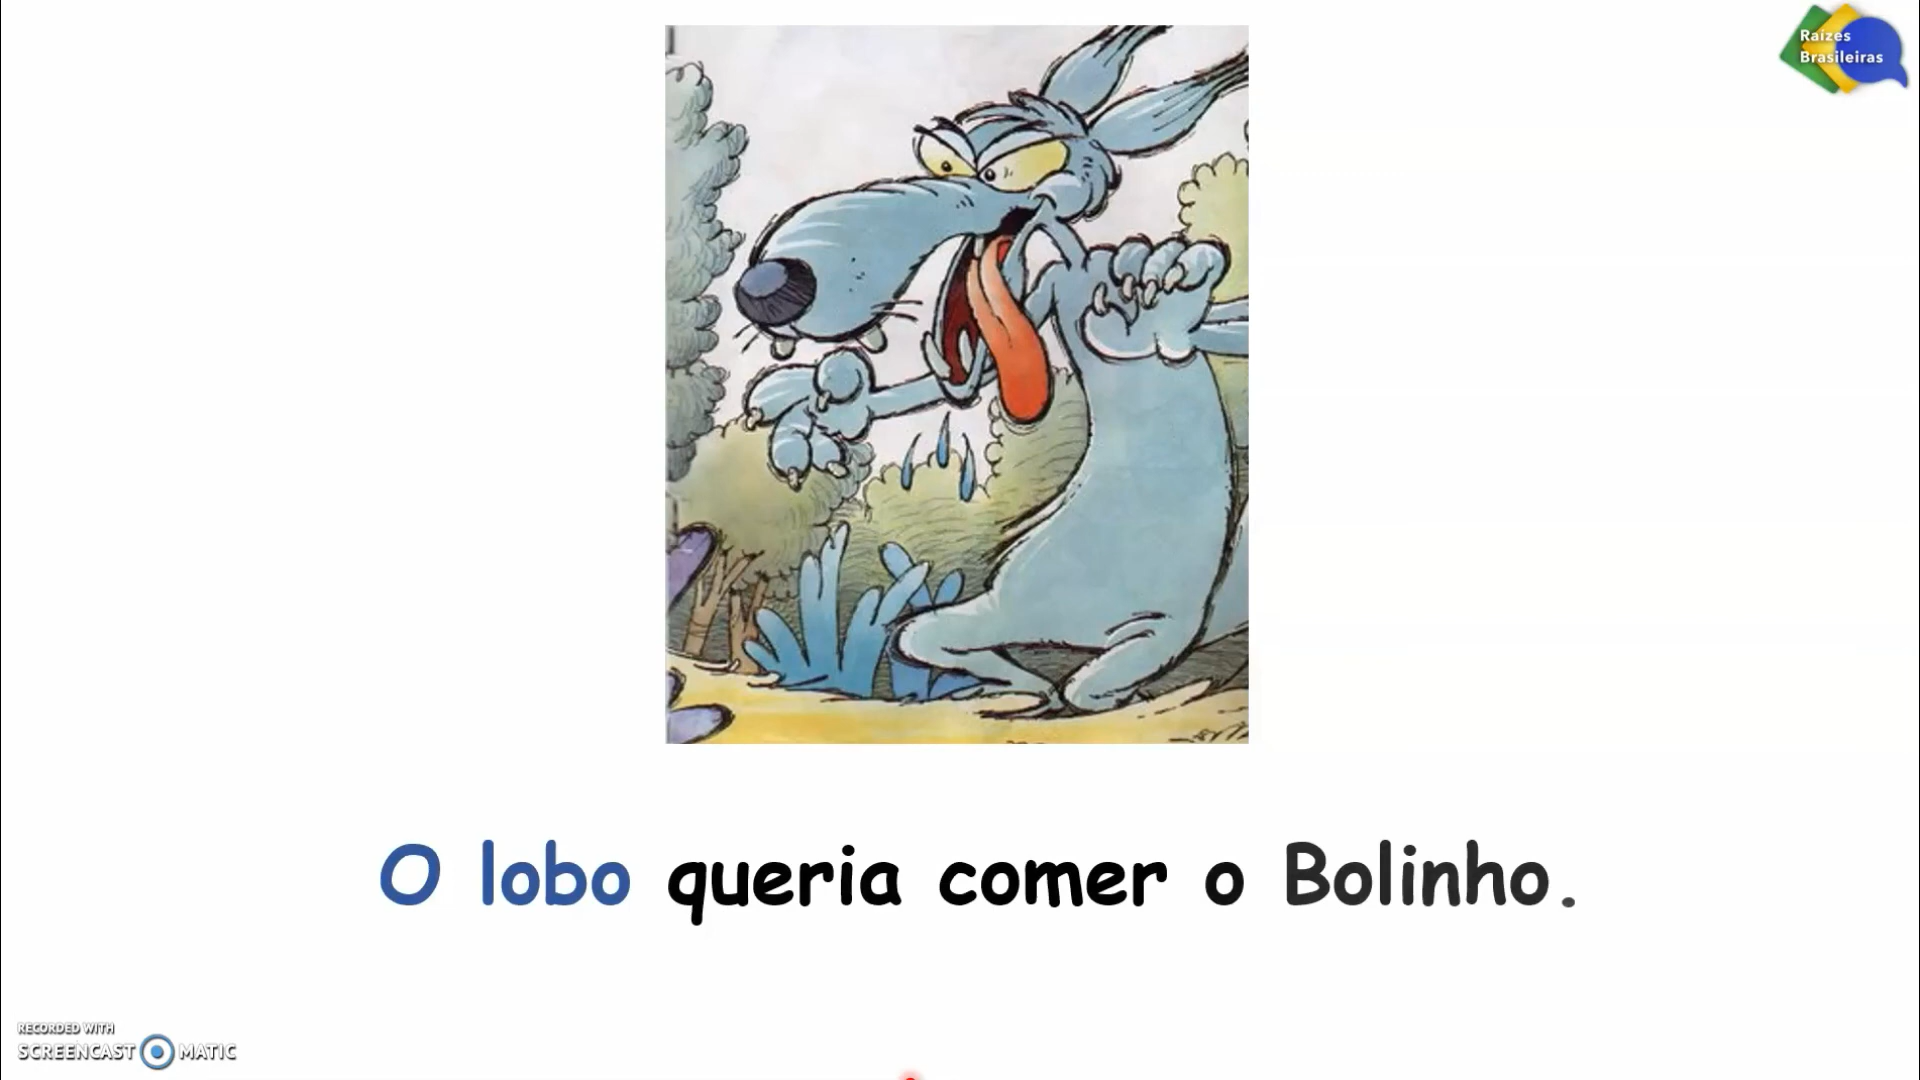 Raízes
Brasileiras
O lobo queria comer o Bolinho.
RECORDED WITH
SCREENCAST MATIC